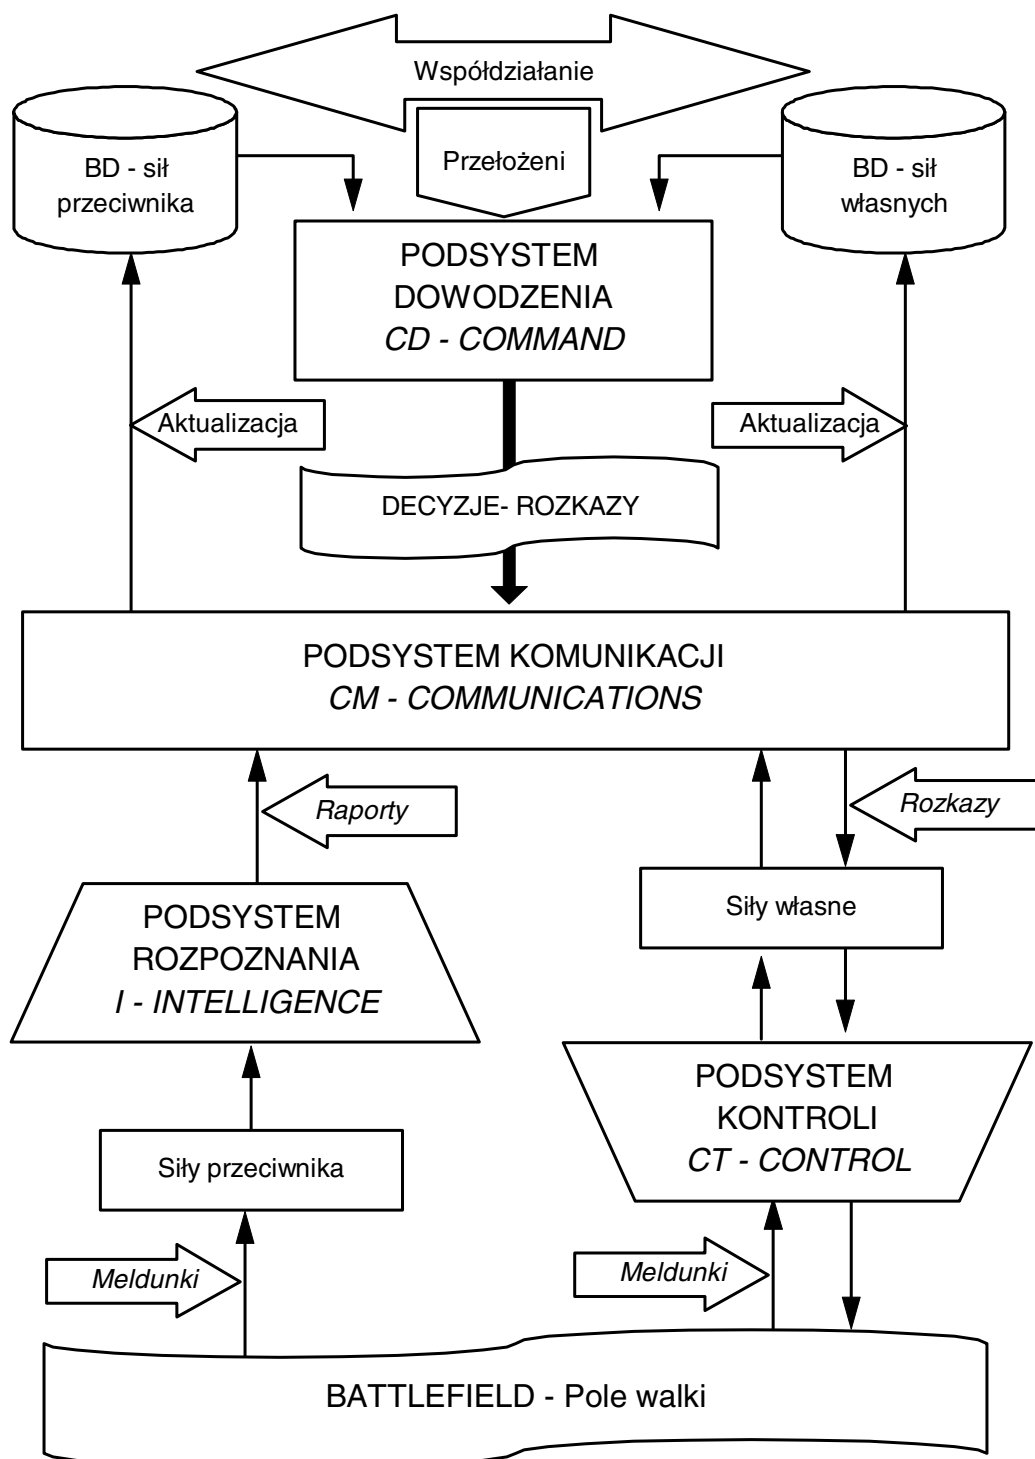 Współdziałanie
BD - sił
przeciwnika
Przełożeni
BD - sił
własnych
PODSYSTEM
DOWODZENIA
CD - COMMAND
Aktualizacja
Aktualizacja
DECYZJE- ROZKAZY
PODSYSTEM KOMUNIKACJI
CM - COMMUNICATIONS
Raporty
Rozkazy
PODSYSTEM
ROZPOZNANIA
I - INTELLIGENCE
Siły własne
PODSYSTEM
KONTROLI
CT - CONTROL
Siły przeciwnika
Meldunki
Meldunki
BATTLEFIELD - Pole walki